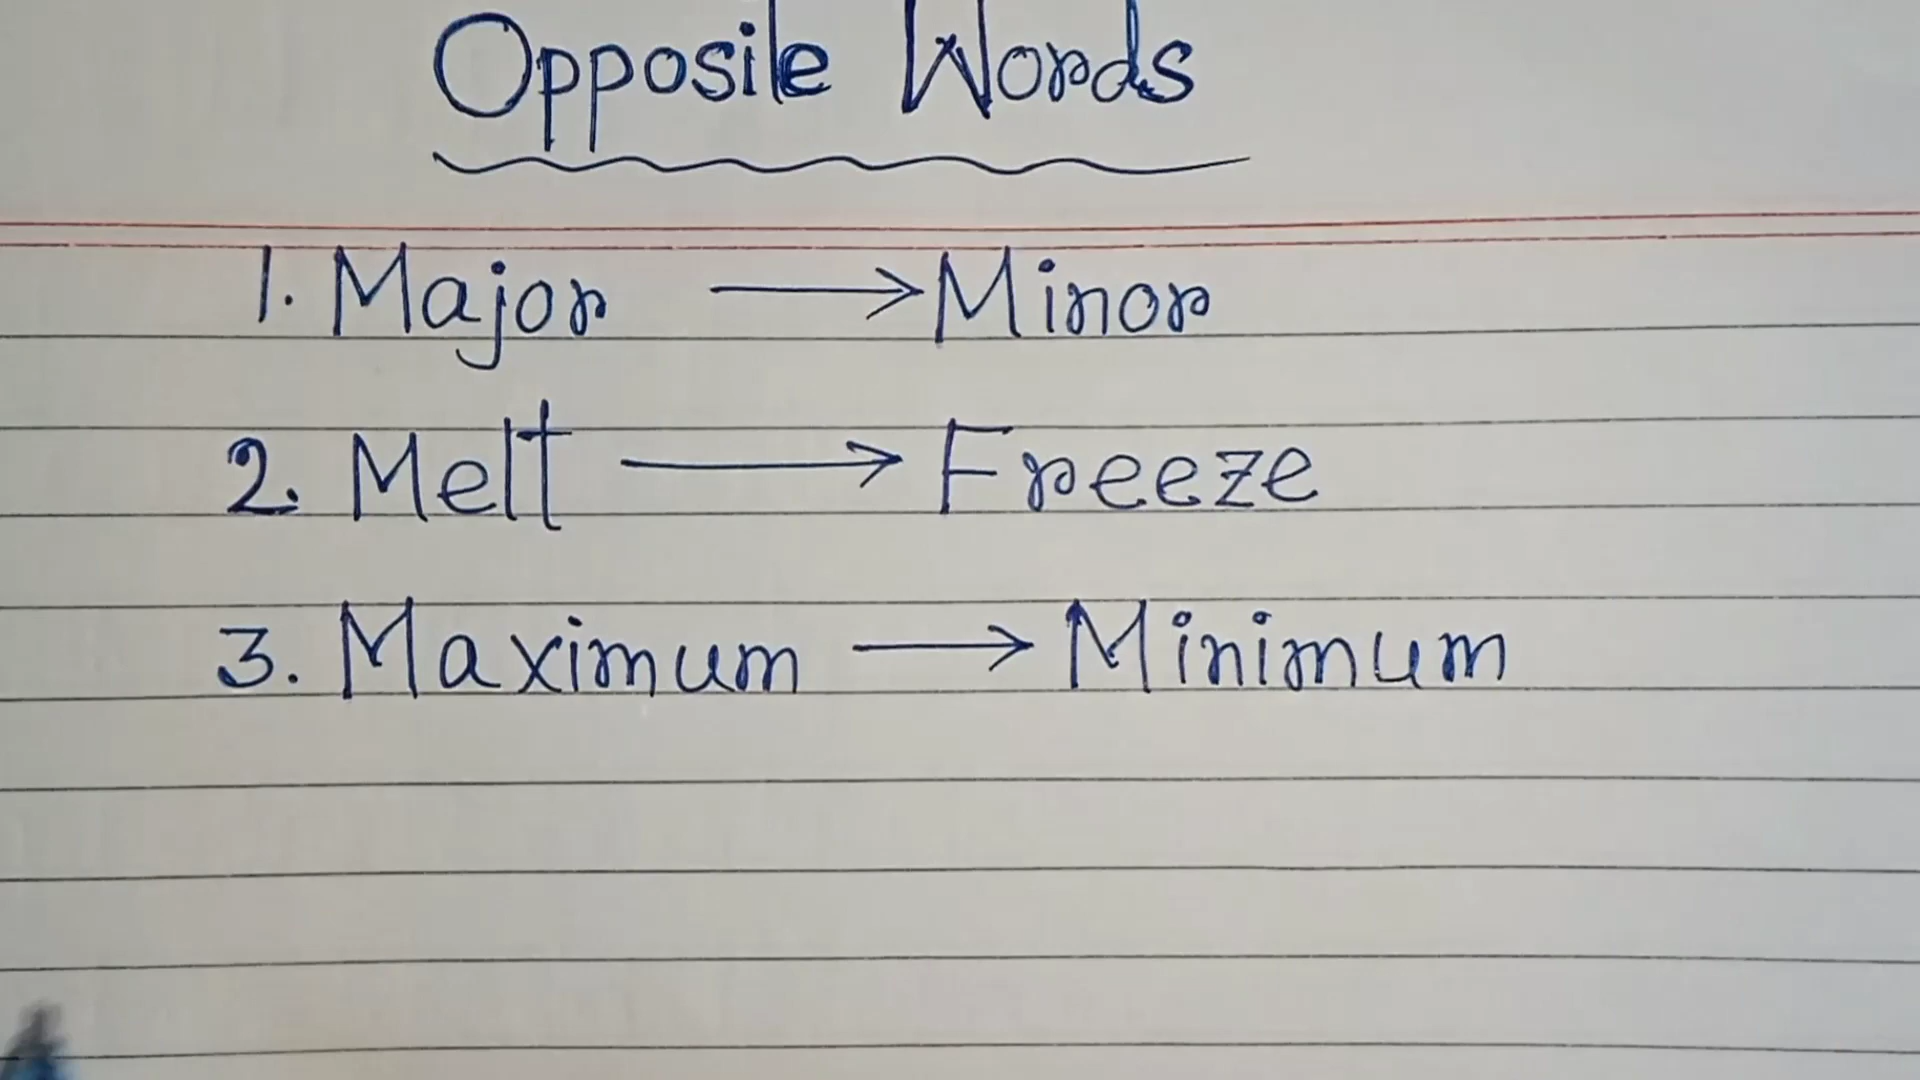 Opposite Words
1. Major → Minor
2. Melt → Freeze
3. Maximum → Minimum